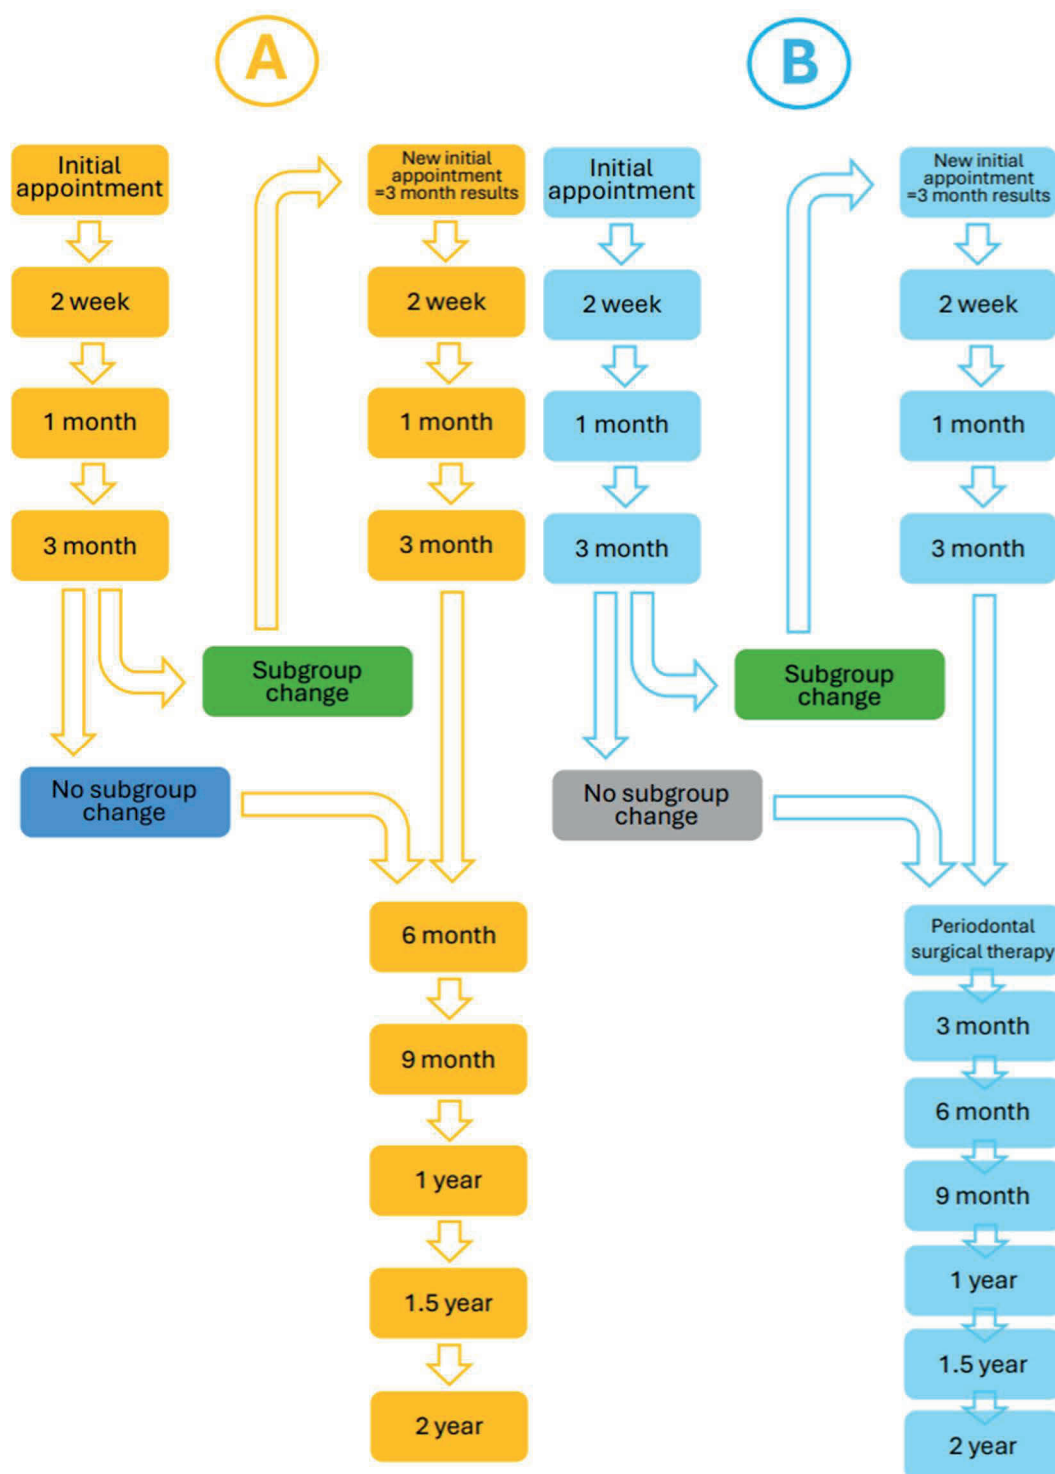 A
Initial
appointment
2 week
1 month
3 month
Subgroup
change
No subgroup
change
New initial
appointment
=3 month results
2 week
1 month
3 month
6 month
9 month
1 year
1.5 year
2 year
B
Initial
appointment
2 week
1 month
3 month
Subgroup
change
No subgroup
change
New initial
appointment
=3 month results
2 week
1 month
3 month
Periodontal
surgical therapy
3 month
6 month
9 month
1 year
1.5 year
2 year